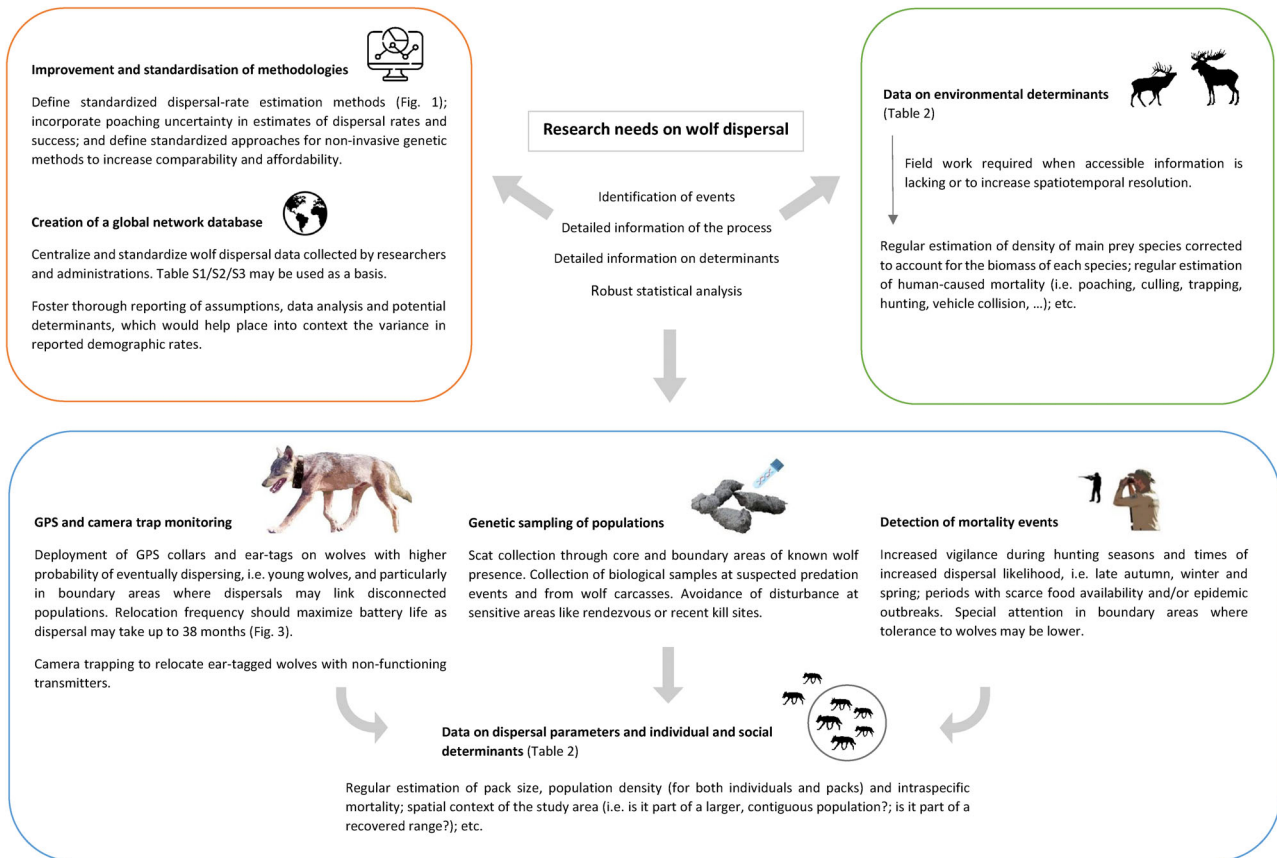 Improvement and standardisation of methodologies
Define standardized dispersal-rate estimation methods (Fig. 1);
incorporate poaching uncertainty in estimates of dispersal rates and
success; and define standardized approaches for non-invasive genetic
methods to increase comparability and affordability.
Creation of a global network database
Centralize and standardize wolf dispersal data collected by researchers
and administrations. Table S1/S2/S3 may be used as a basis.
Foster thorough reporting of assumptions, data analysis and potential
determinants, which would help place into context the variance in
reported demographic rates.
Research needs on wolf dispersal
Identification of events
Detailed information of the process
Detailed information on determinants
Robust statistical analysis
Data on environmental determinants
(Table 2)
Field work required when accessible information is
lacking or to increase spatiotemporal resolution.
Regular estimation of density of main prey species corrected
to account for the biomass of each species; regular estimation
of human-caused mortality (i.e. poaching, culling, trapping,
hunting, vehicle collision, ...); etc.
GPS and camera trap monitoring
Deployment of GPS collars and ear-tags on wolves with higher
probability of eventually dispersing, i.e. young wolves, and particularly
in boundary areas where dispersals may link disconnected
populations. Relocation frequency should maximize battery life as
dispersal may take up to 38 months (Fig. 3).
Camera trapping to relocate ear-tagged wolves with non-functioning
transmitters.
Genetic sampling of populations
Scat collection through core and boundary areas of known wolf
presence. Collection of biological samples at suspected predation
events and from wolf carcasses. Avoidance of disturbance at
sensitive areas like rendezvous or recent kill sites.
Detection of mortality events
Increased vigilance during hunting seasons and times of
increased dispersal likelihood, i.e. late autumn, winter and
spring; periods with scarce food availability and/or epidemic
outbreaks. Special attention in boundary areas where
tolerance to wolves may be lower.
Data on dispersal parameters and individual and social
determinants (Table 2)
Regular estimation of pack size, population density (for both individuals and packs) and intraspecific
mortality; spatial context of the study area (i.e. is it part of a larger, contiguous population?; is it part of a
recovered range?); etc.